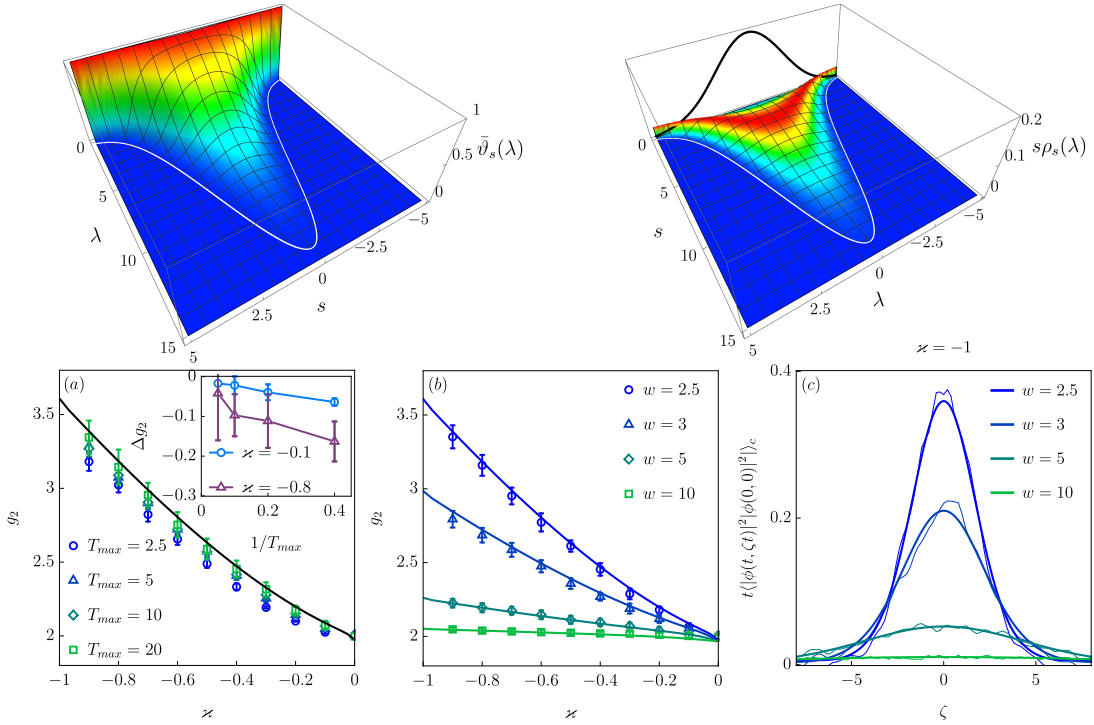 1
0.5
0
ϑ̄_s(λ)
0
5
10
15
λ
−5
−2.5
0
2.5
5
s
0.2
0.1
0
sρ_s(λ)
0
5
10
15
s
−5
−2.5
0
2.5
5
λ
ϰ = −1
(a)
g₂
3.5
3
2.5
2
−1 −0.8 −0.6 −0.4 −0.2 0
ϰ
T_max = 2.5
T_max = 5
T_max = 10
T_max = 20
Δg₂
0
−0.1
−0.2
−0.3
0 0.2 0.4
1/T_max
ϰ = −0.1
ϰ = −0.8
(b)
g₂
3.5
3
2.5
2
−1 −0.8 −0.6 −0.4 −0.2 0
ϰ
w = 2.5
w = 3
w = 5
w = 10
(c)
t⟨|ϕ(t, ζt)|²|ϕ(0, 0)|²|⟩_c
0.4
0.2
0
−5 0 5
ζ
w = 2.5
w = 3
w = 5
w = 10